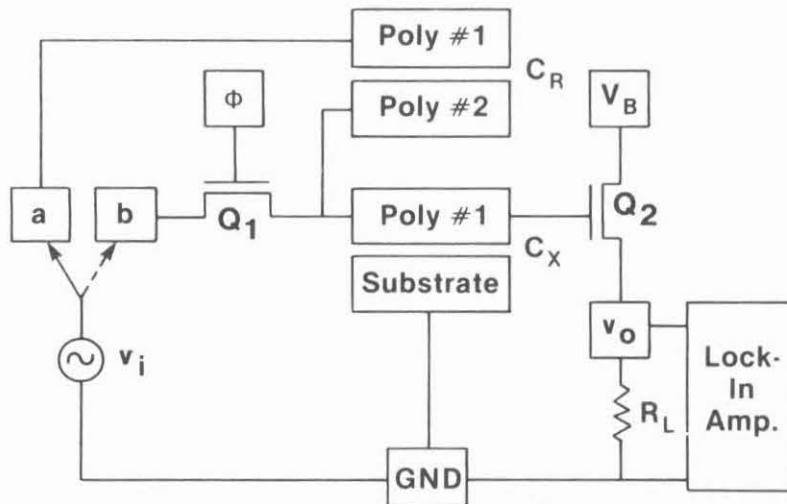 Poly #1
C_R
Φ
Poly #2
V_B
a
b
Q_1
Poly #1
Q_2
C_X
Substrate
v_i
v_o
Lock-
In
Amp.
R_L
GND